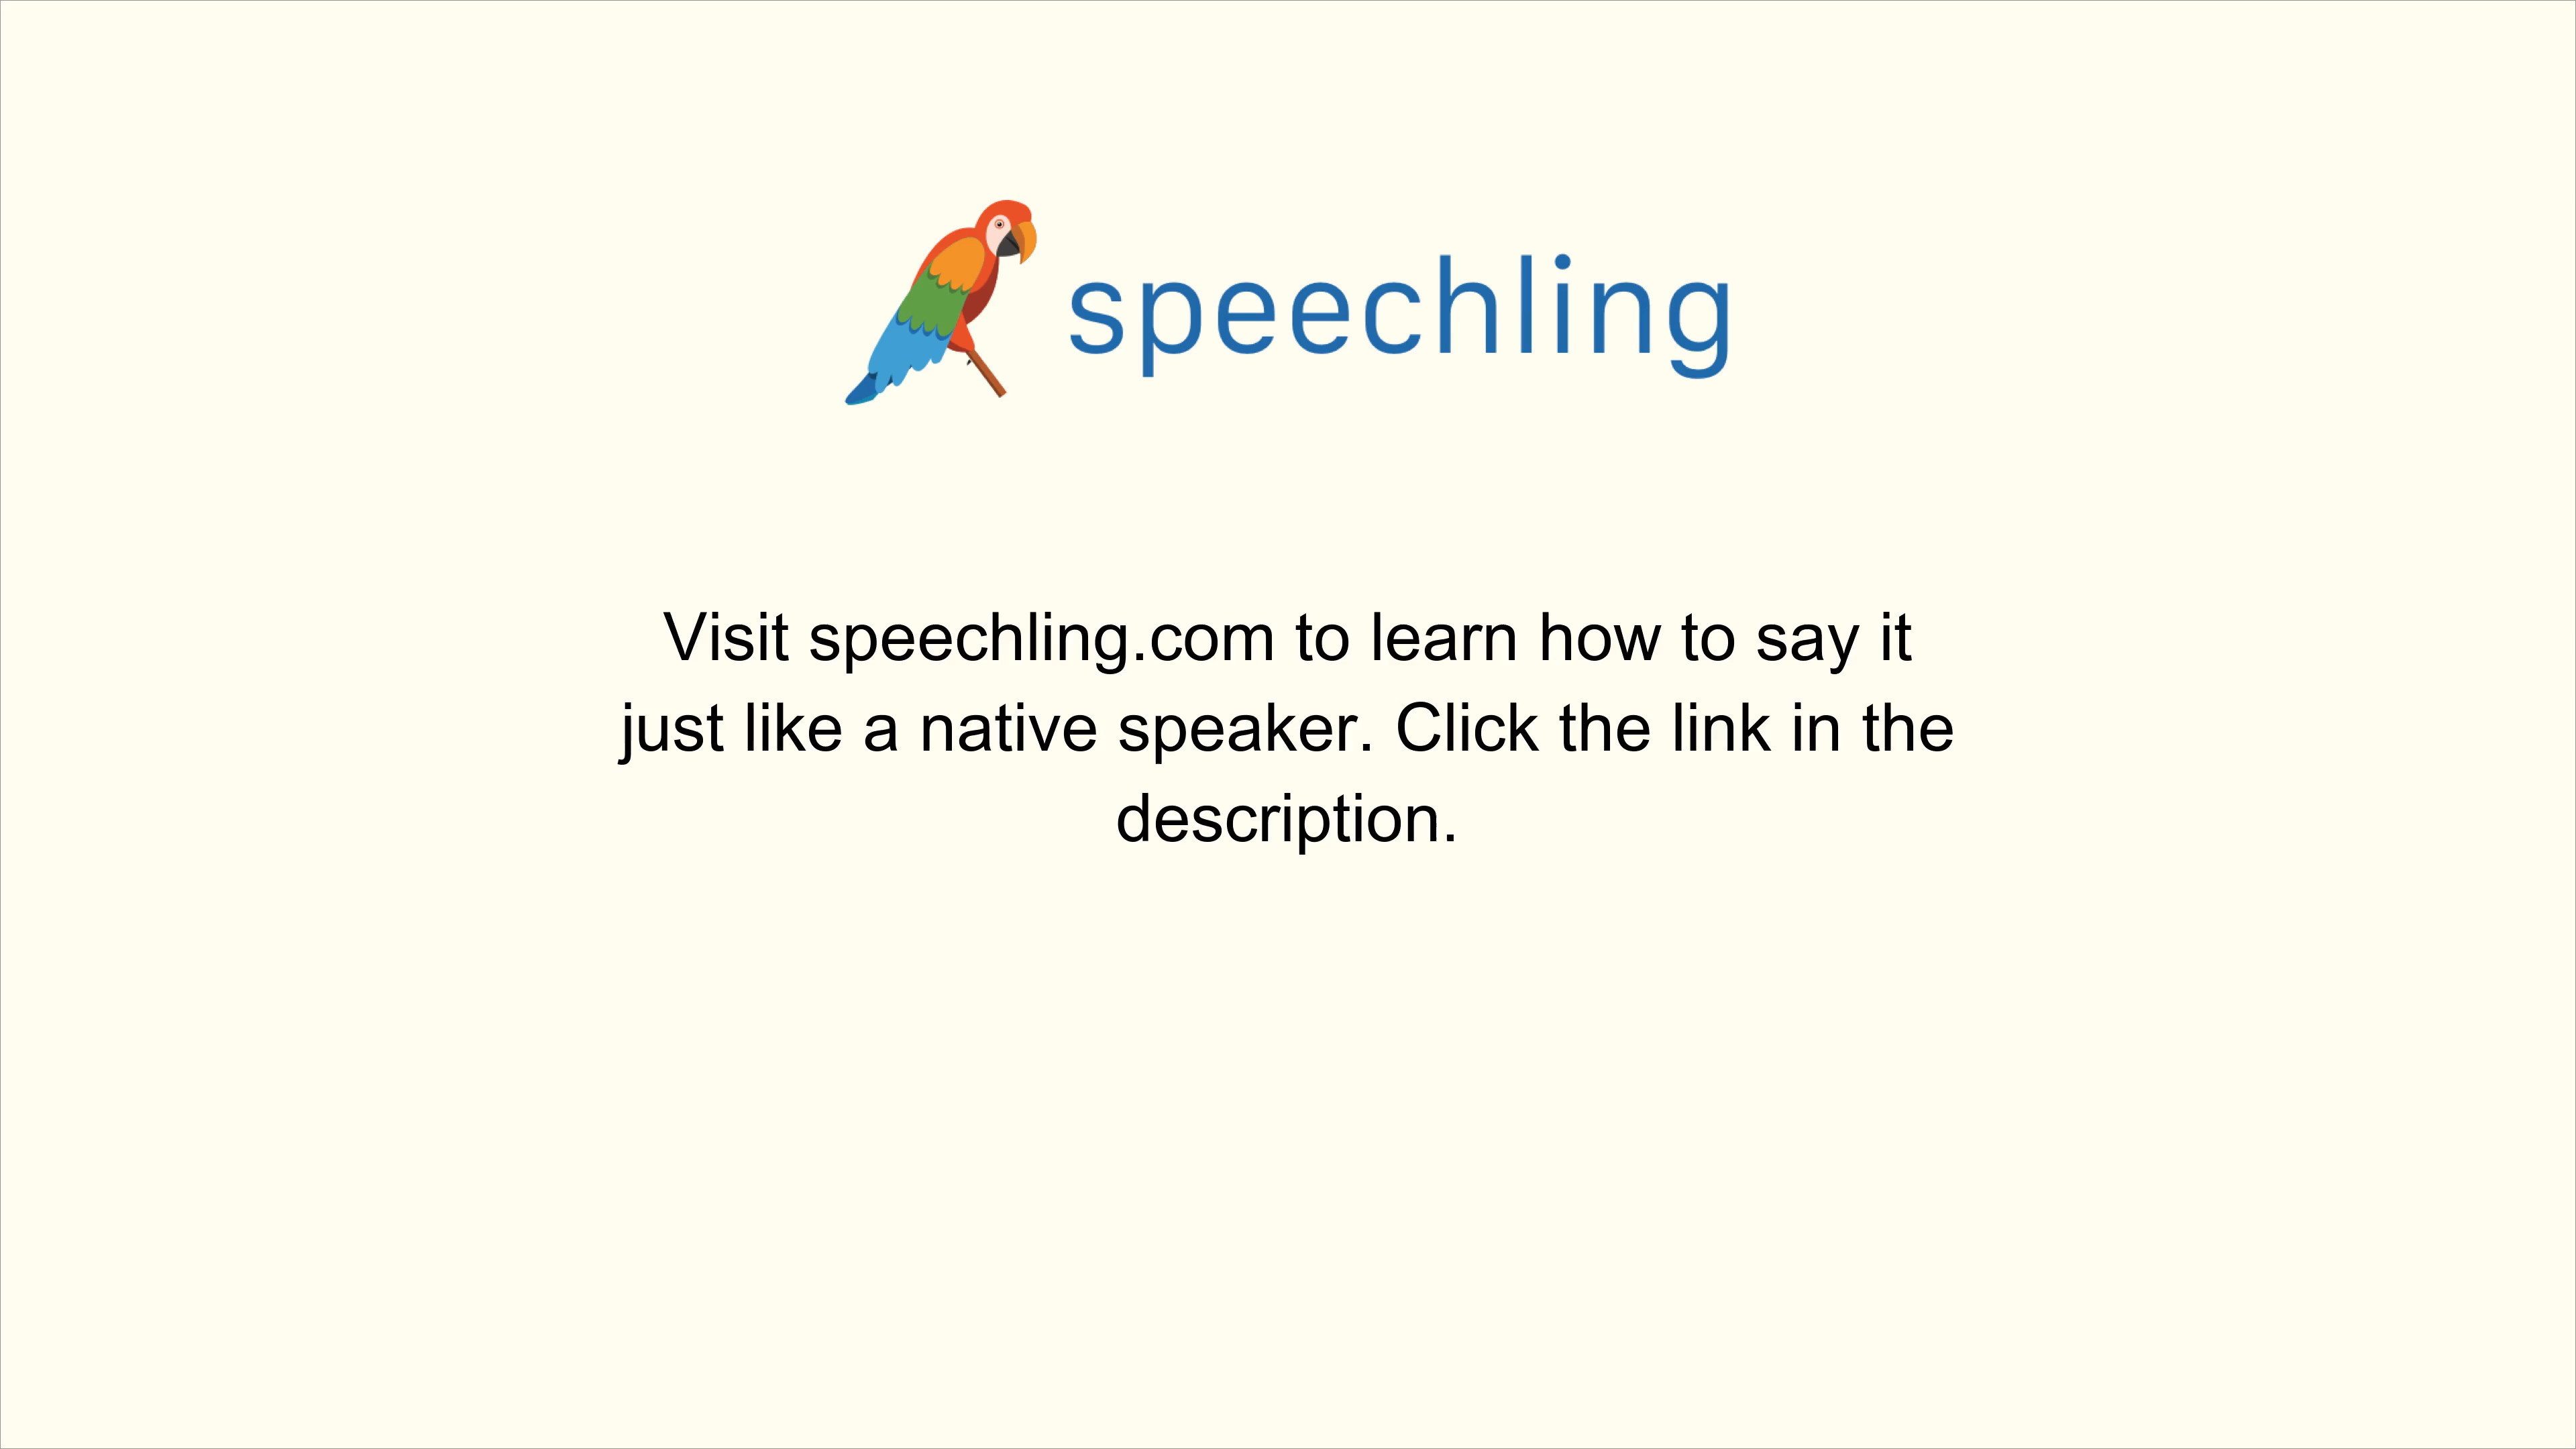 speechling
Visit speechling.com to learn how to say it
just like a native speaker. Click the link in the
description.